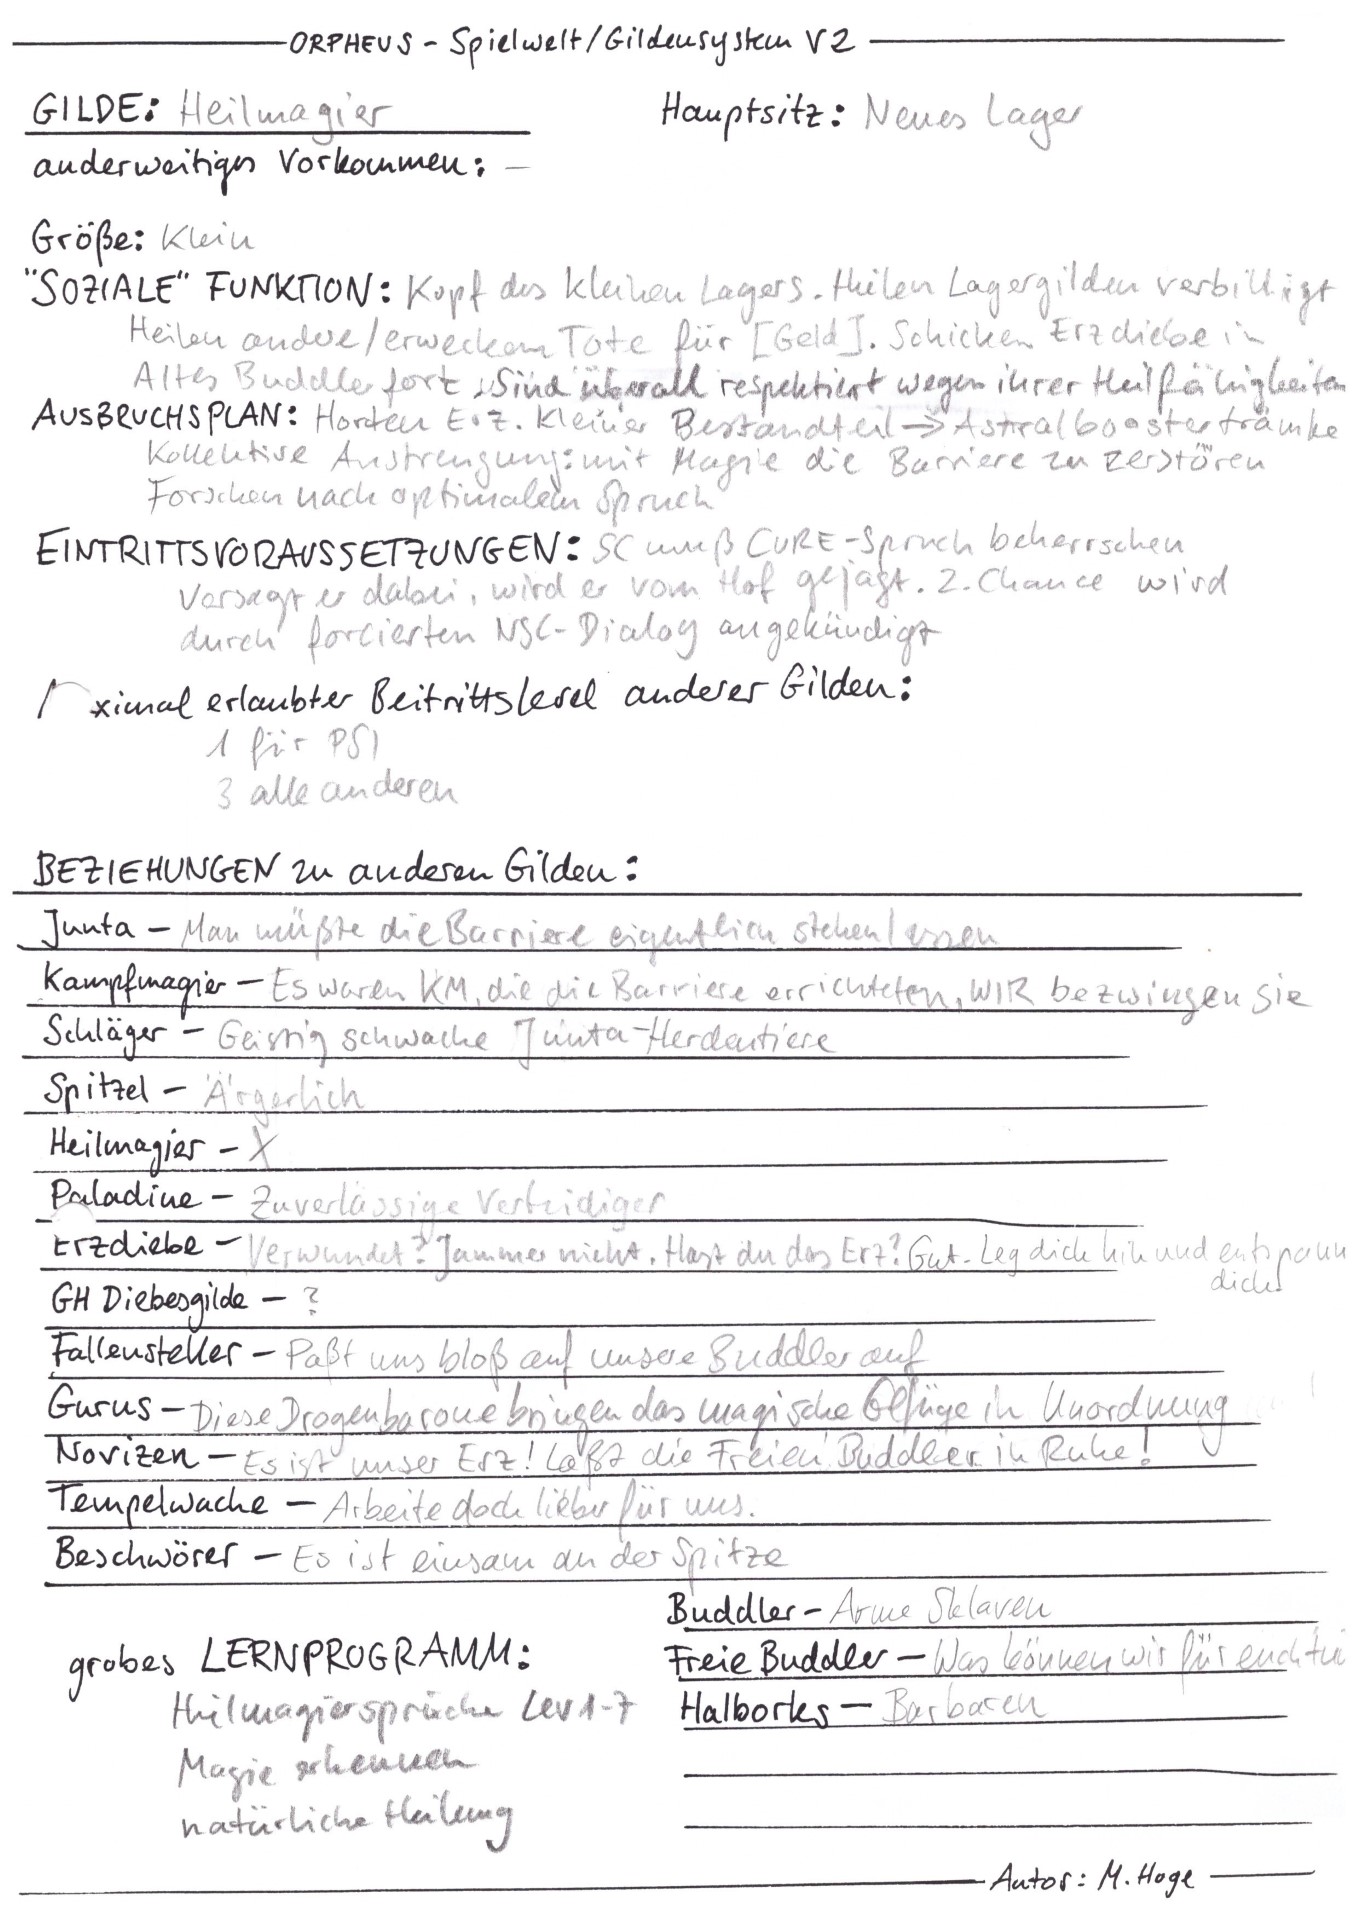 ORPHEUS - Spielwelt/Gildensystem V2
GILDE: Heilmagier
Hauptsitz: Neues Lager
anderweitiges Vorkommen: —
Größe: Klein
"SOZIALE" FUNKTION: Kopf des kleinen Lagers. Heilen Lagergilden verbilligt
Heilen andere/erwecken Tote für [Geld]. Schicken Erzdiebe in
Altes Buddler fort. Sind überall respektiert wegen ihrer Heilfähigkeiten
AUSBRUCHSPLAN: Horten Erz. Kleiner Bestandteil → Astralboostertränke
Kollektive Anstrengung: mit Magie die Barriere zu zerstören
Forschen nach optimalem Spruch
EINTRITTSVORAUSSETZUNGEN: SC muß CURE-Spruch beherrschen
Versagt er dabei, wird er vom Hof gejagt. 2. Chance wird
durch forcierten NSC-Dialog angekündigt
ximal erlaubter Beitrittslevel anderer Gilden:
1 für PSI
3 alle anderen
BEZIEHUNGEN zu anderen Gilden:
Junta — Man müßte die Barriere eigentlich stehen lassen
Kampfmagier — Es waren KM, die die Barriere errichteten, WIR bezwingen sie
Schläger — Geistig schwache Junta-Herdentiere
Spitzel — Ärgerlich
Heilmagier — X
Paladine — Zuverlässige Verteidiger
Erzdiebe — Verwundet? Jammer nicht. Hast du das Erz? Gut. Leg dich hin und entspann
dich
GH Diebesgilde — ?
Fallensteller — Paßt uns bloß auf unsere Buddler auf
Gurus — Diese Drogenbarone bringen das magische Gefüge in Unordnung
Novizen — Es ist unser Erz! Laßt die Freien Buddler in Ruhe!
Tempelwache — Arbeite doch lieber für uns.
Beschwörer — Es ist einsam an der Spitze
Buddler — Arme Sklaven
Freie Buddler — Was können wir für euch tu
Halborks — Barbaren
grobes LERNPROGRAMM:
Heilmagiersprüche Lev 1-7
Magie erkennen
natürliche Heilung
Autor: M. Hoge